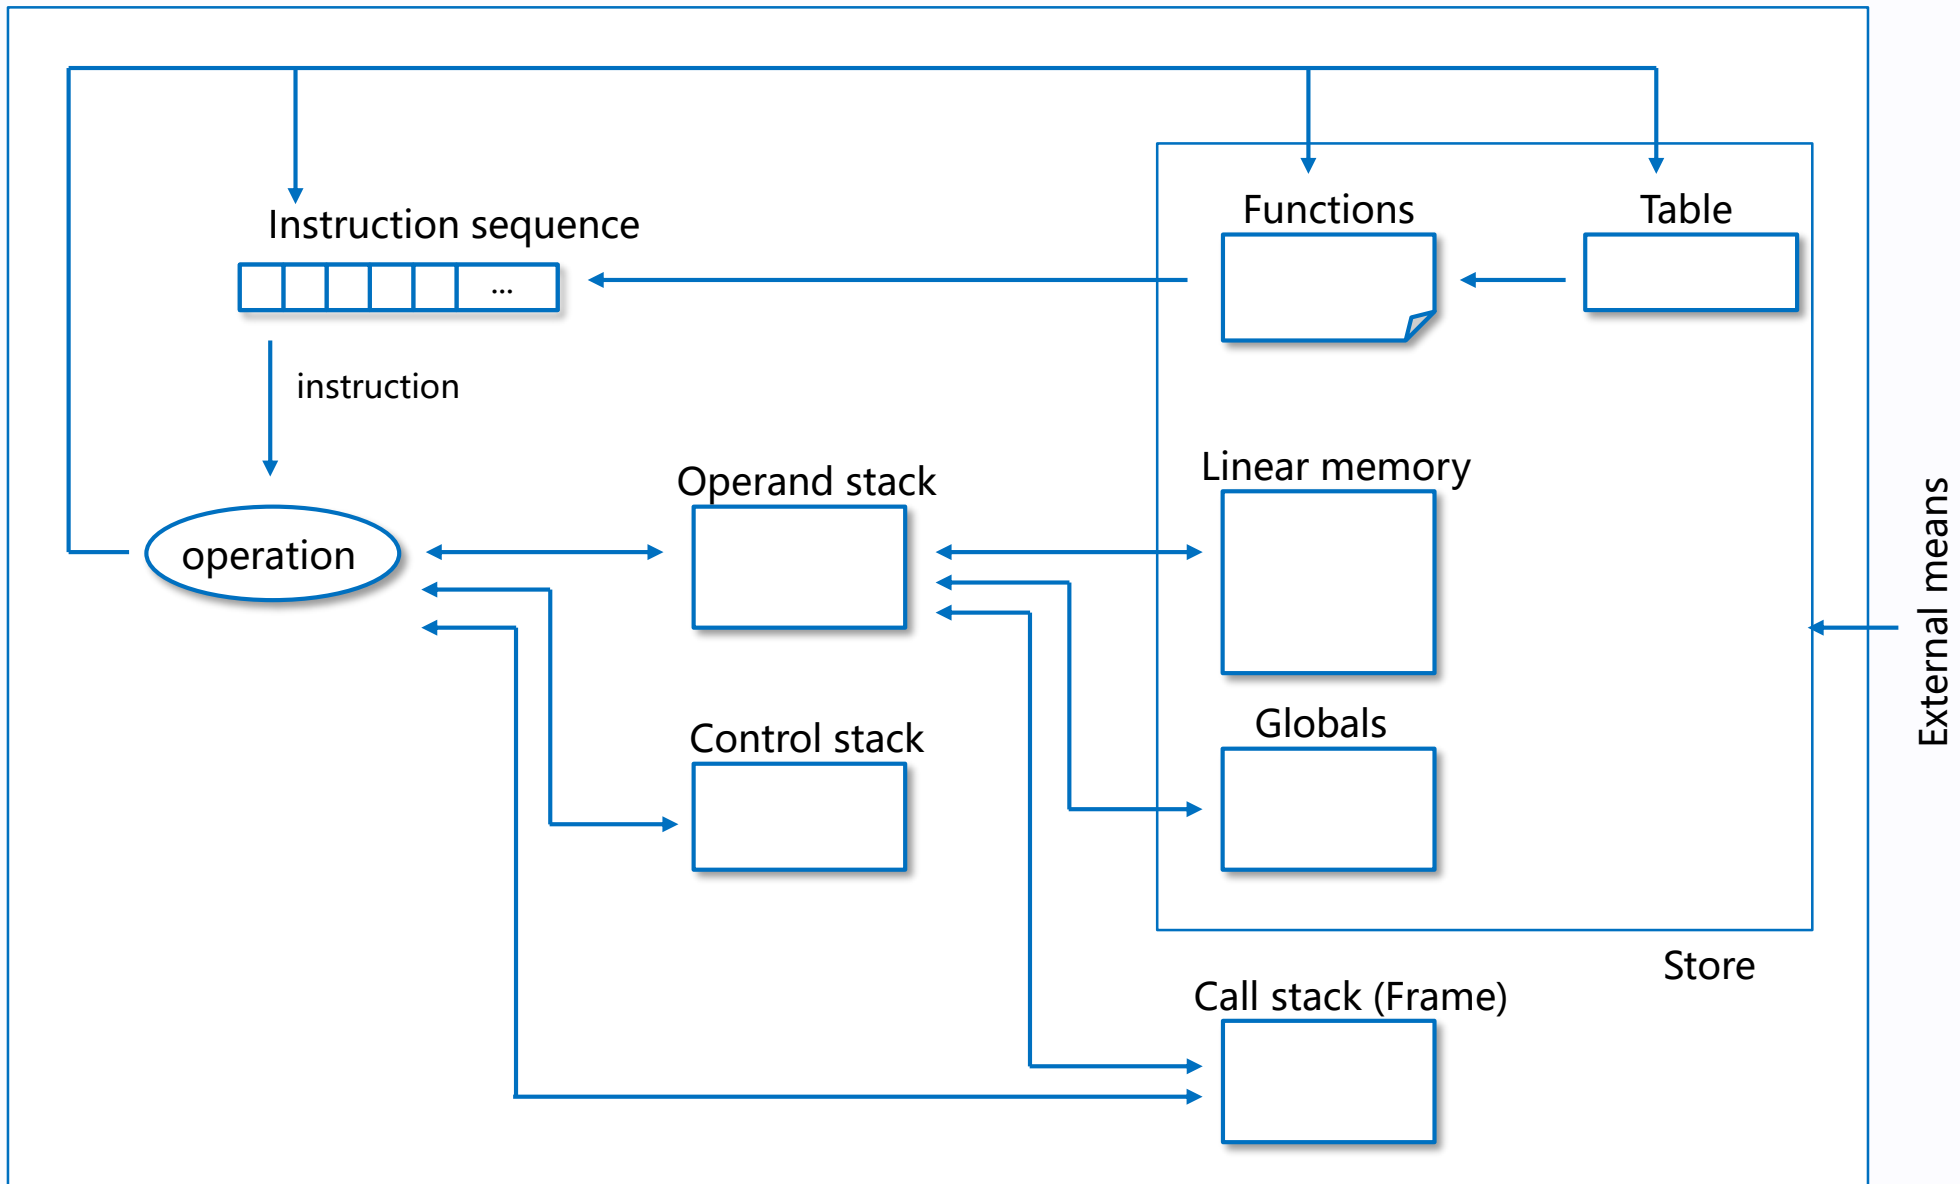 Instruction sequence
...
Functions
Table
instruction
Operand stack
Linear memory
operation
External means
Control stack
Globals
Store
Call stack (Frame)